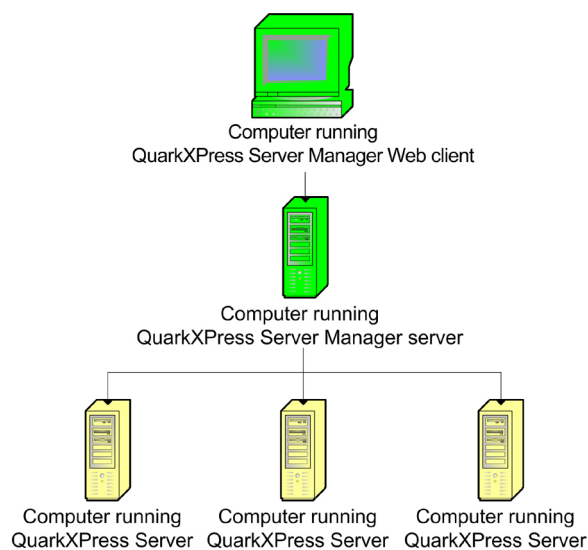 Computer running
QuarkXPress Server Manager Web client
Computer running
QuarkXPress Server Manager server
Computer running
QuarkXPress Server
Computer running
QuarkXPress Server
Computer running
QuarkXPress Server